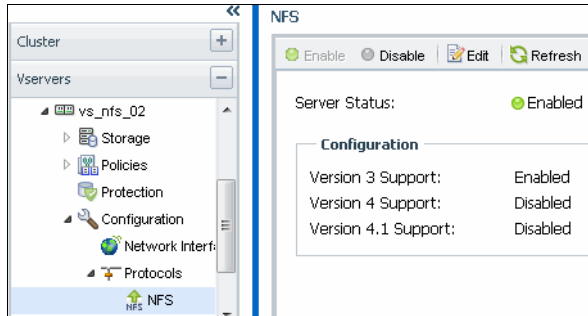 Cluster
Vservers
vs_nfs_02
Storage
Policies
Protection
Configuration
Network Interf
Protocols
NFS
NFS
NFS
Enable Disable Edit Refresh
Server Status: Enabled
Configuration
Version 3 Support: Enabled
Version 4 Support: Disabled
Version 4.1 Support: Disabled